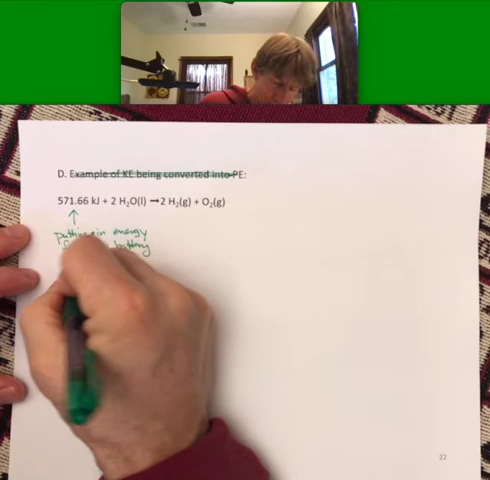 D. Example of KE being converted into PE:
571.66 kJ + 2 H₂O(l) →2 H₂(g) + O₂(g)
putting in energy
battery
22